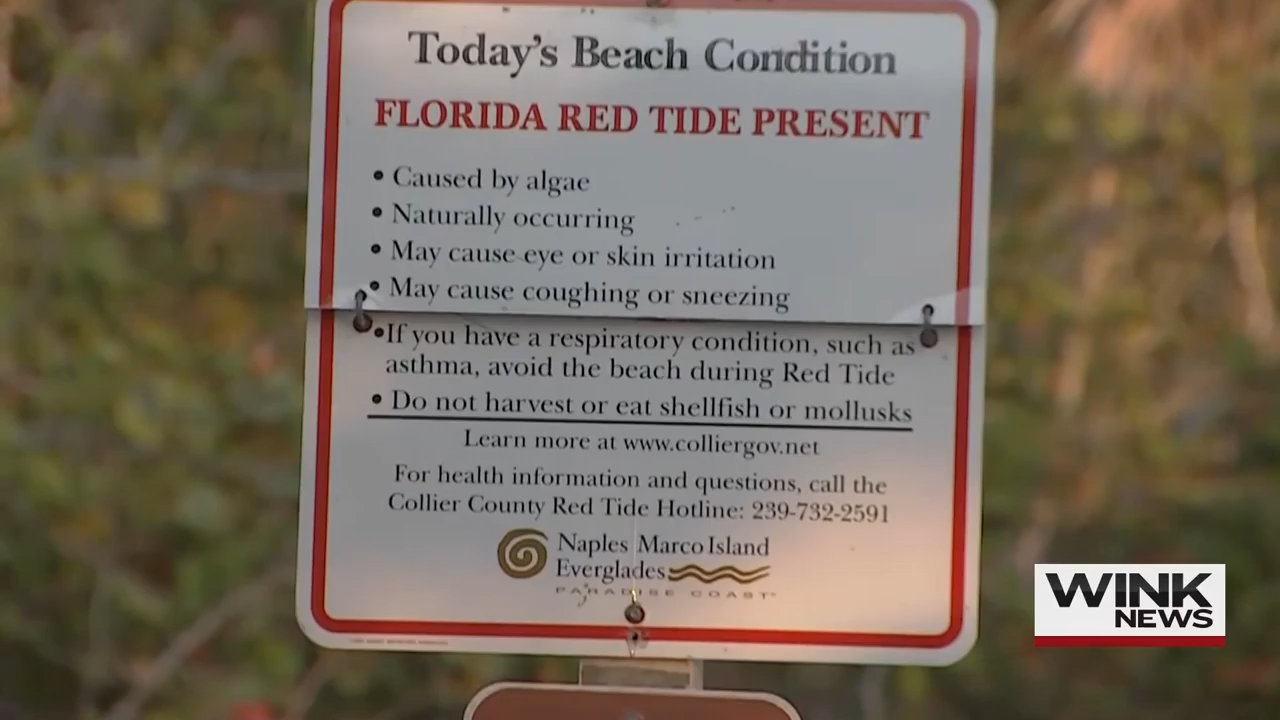 Today's Beach Condition
FLORIDA RED TIDE PRESENT
• Caused by algae
• Naturally occurring
• May cause eye or skin irritation
• May cause coughing or sneezing
•If you have a respiratory condition, such as
asthma, avoid the beach during Red Tide
• Do not harvest or eat shellfish or mollusks
Learn more at www.colliergov.net
For health information and questions, call the
Collier County Red Tide Hotline: 239-732-2591
Naples Marco Island
Everglades
PARADISE COAST
WINK
NEWS